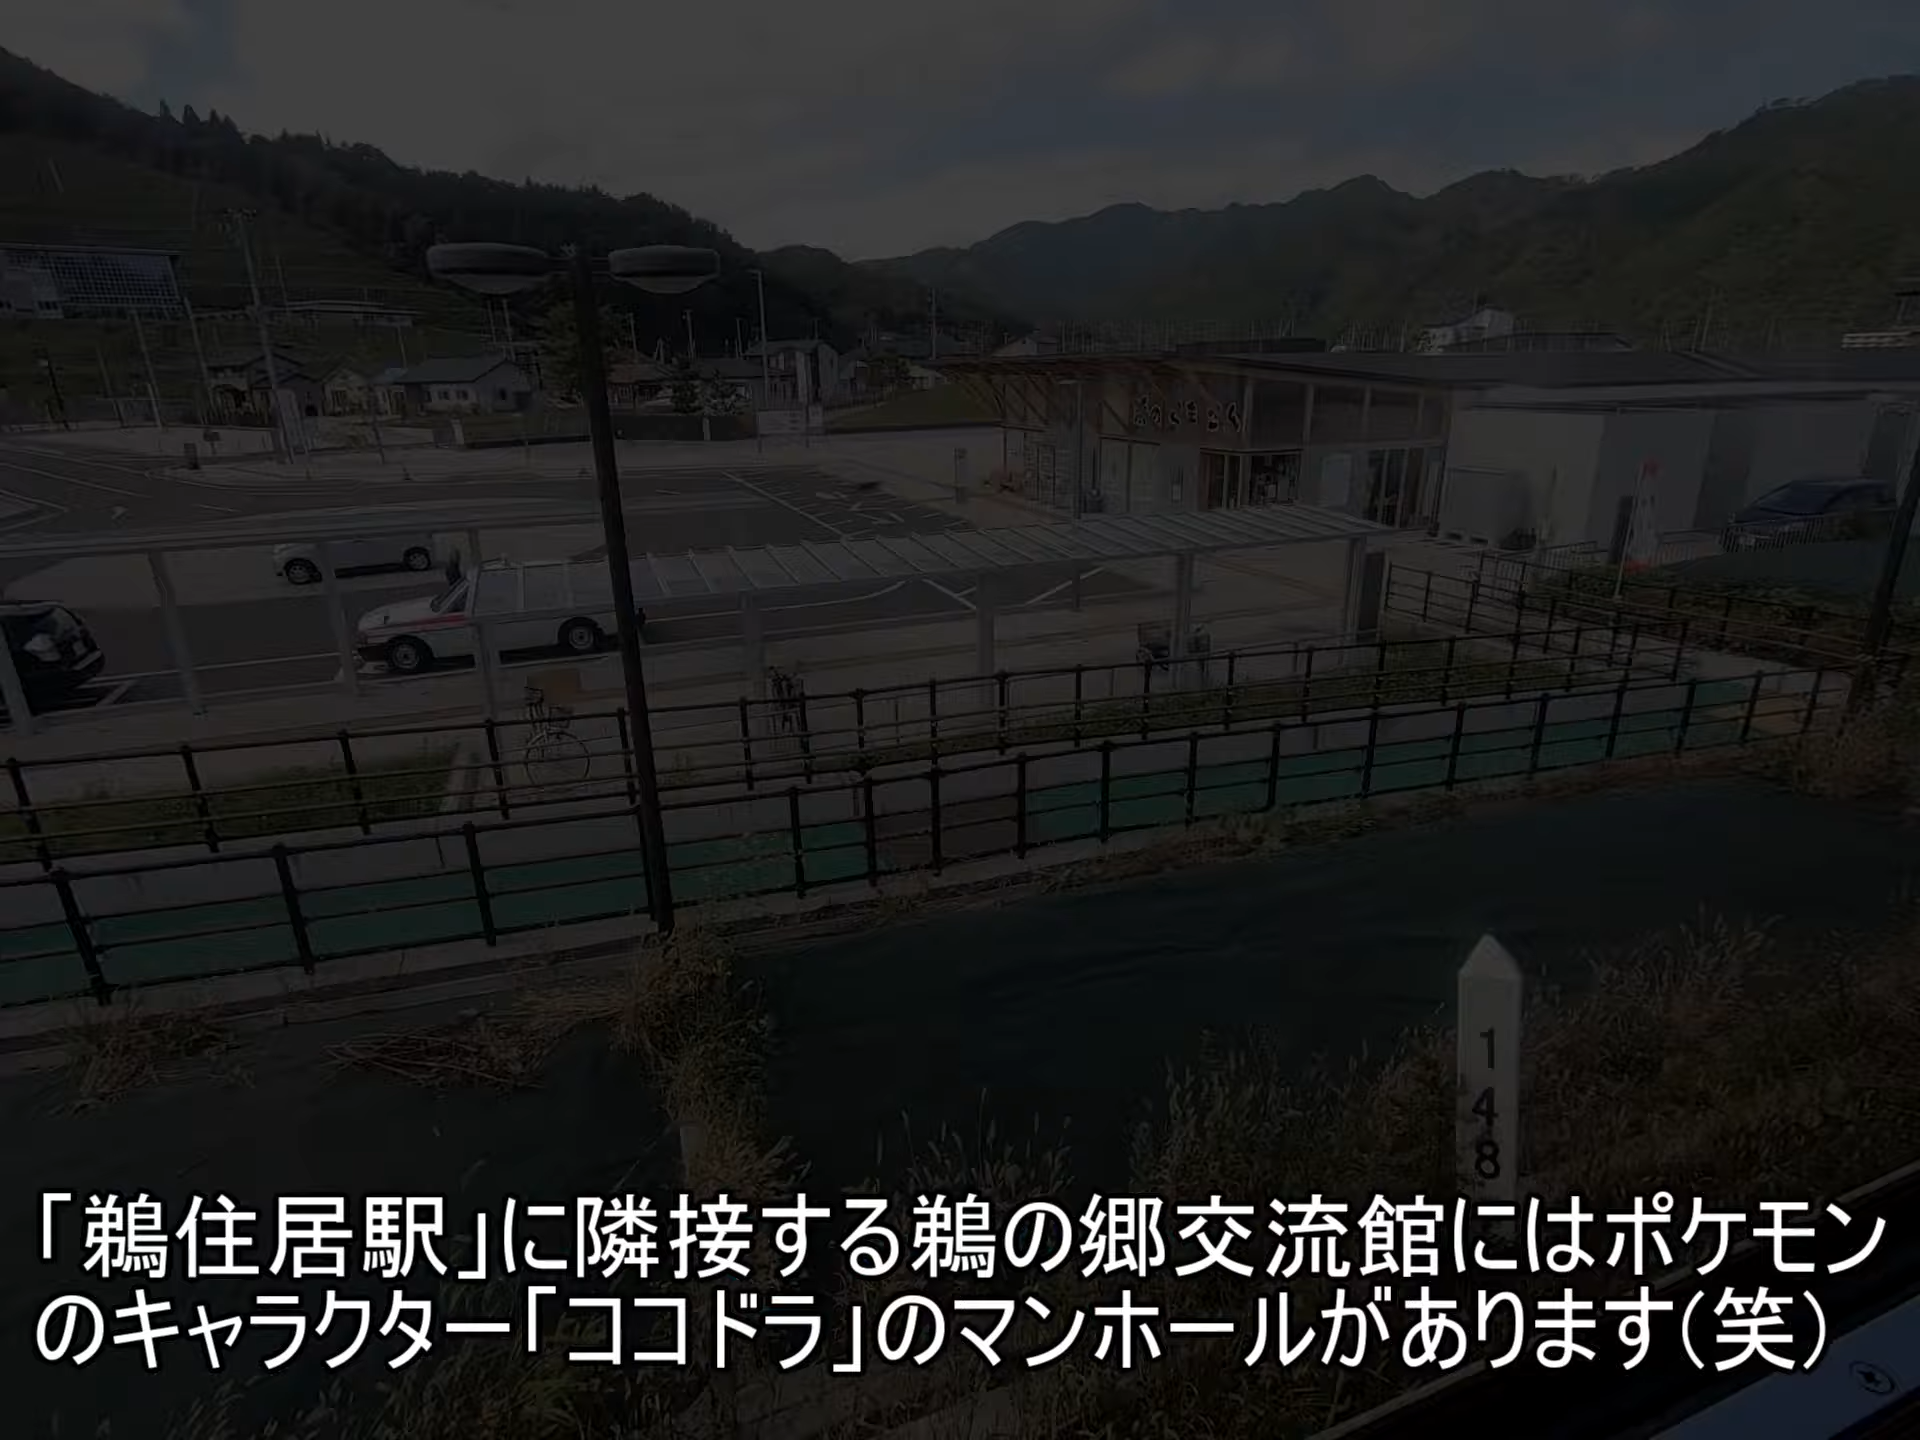 148
「鵜住居駅」に隣接する鵜の郷交流館にはポケモン
のキャラクター「ココドラ」のマンホールがあります(笑)